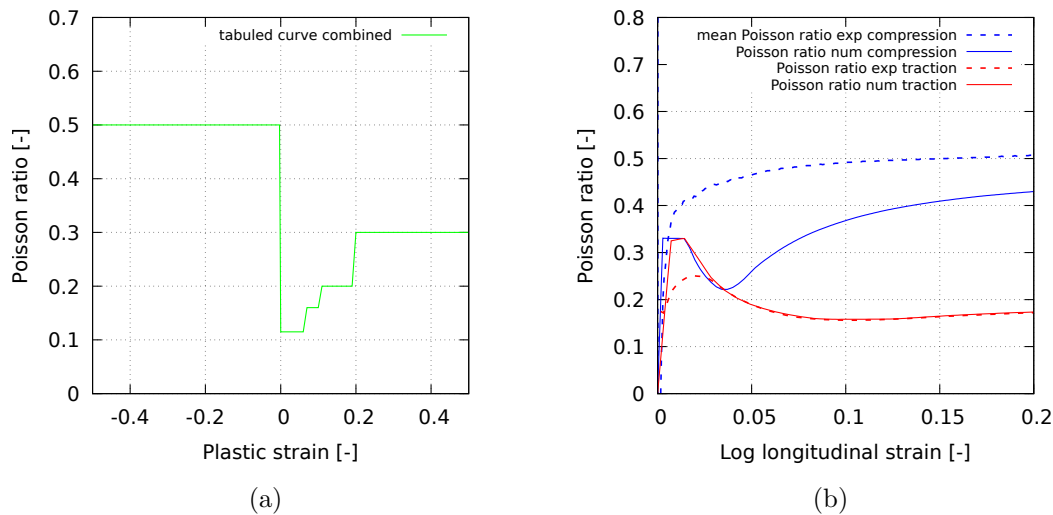 0.7
0.6
0.5
0.4
0.3
0.2
0.1
0
-0.4
-0.2
0
0.2
0.4
Poisson ratio [-]
Plastic strain [-]
tabuled curve combined
(a)
0.8
0.7
0.6
0.5
0.4
0.3
0.2
0.1
0
0
0.05
0.1
0.15
0.2
Poisson ratio [-]
Log longitudinal strain [-]
mean Poisson ratio exp compression
Poisson ratio num compression
Poisson ratio exp traction
Poisson ratio num traction
(b)